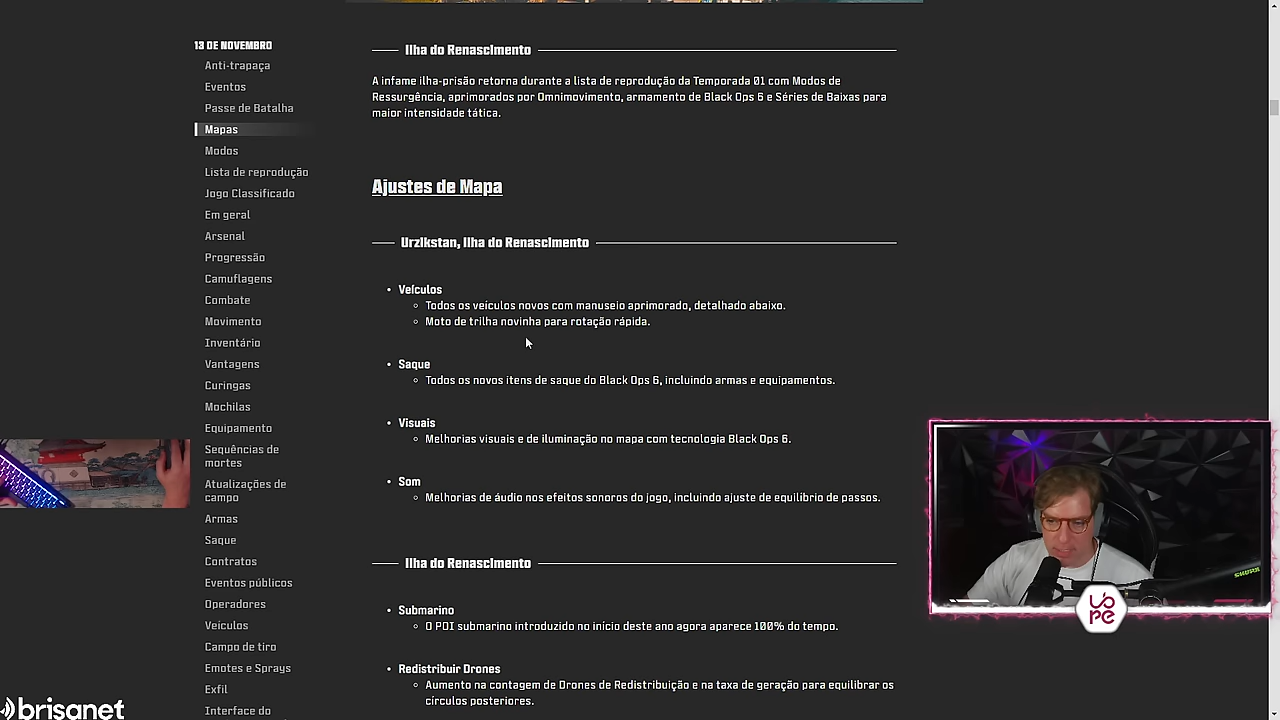 13 DE NOVEMBRO
Anti-trapaça
Eventos
Passe de Batalha
Mapas
Modos
Lista de reprodução
Jogo Classificado
Em geral
Arsenal
Progressão
Camuflagens
Combate
Movimento
Inventário
Vantagens
Curingas
Mochilas
Equipamento
Sequências de
mortes
Atualizações de
campo
Armas
Saque
Contratos
Eventos públicos
Operadores
Veículos
Campo de tiro
Emotes e Sprays
Exfil
Interface do
Ilha do Renascimento
A infame ilha-prisão retorna durante a lista de reprodução da Temporada 01 com Modos de
Ressurgência, aprimorados por Omnimovimento, armamento de Black Ops 6 e Séries de Baixas para
maior intensidade tática.
Ajustes de Mapa
Urzikstan, Ilha do Renascimento
• Veículos
◦ Todos os veículos novos com manuseio aprimorado, detalhado abaixo.
◦ Moto de trilha novinha para rotação rápida.
• Saque
◦ Todos os novos itens de saque do Black Ops 6, incluindo armas e equipamentos.
• Visuais
◦ Melhorias visuais e de iluminação no mapa com tecnologia Black Ops 6.
• Som
◦ Melhorias de áudio nos efeitos sonoros do jogo, incluindo ajuste de equilíbrio de passos.
Ilha do Renascimento
• Submarino
◦ O POI submarino introduzido no início deste ano agora aparece 100% do tempo.
• Redistribuir Drones
◦ Aumento na contagem de Drones de Redistribuição e na taxa de geração para equilibrar os
círculos posteriores.
SHURE
brisanet